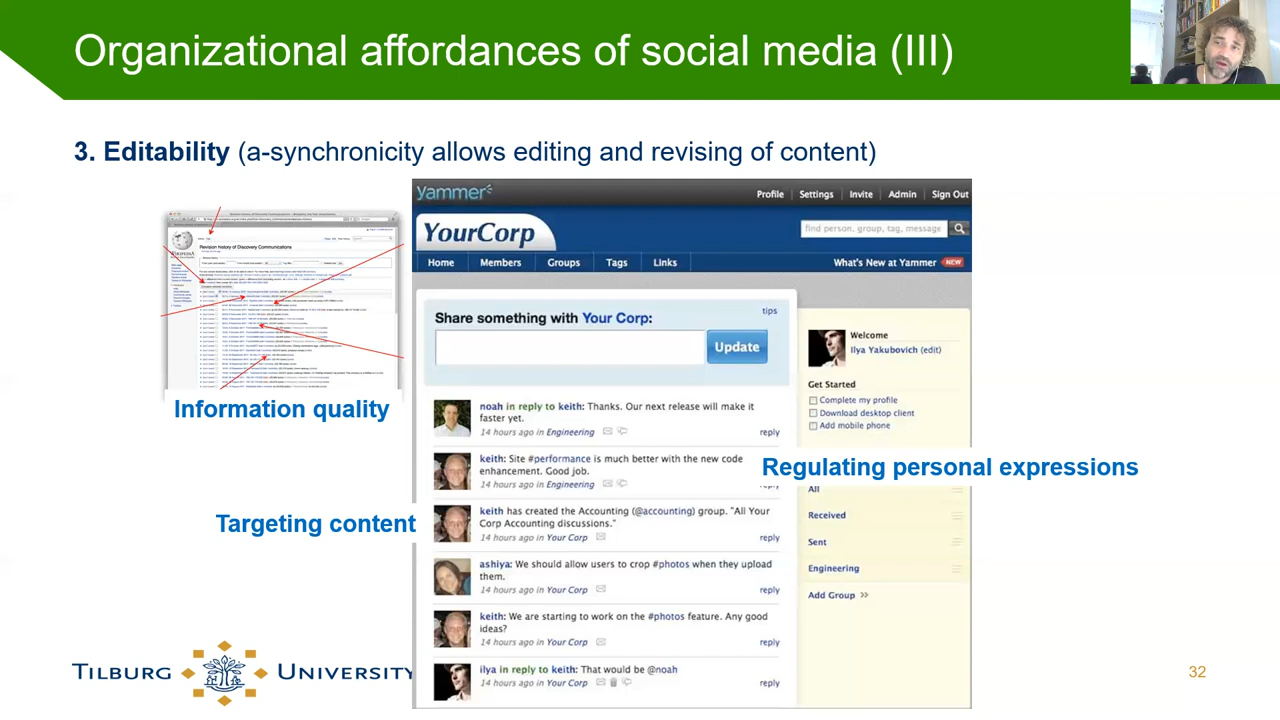 Organizational affordances of social media (III)
3. Editability (a-synchronicity allows editing and revising of content)
Revision history of Discovery Communications
Information quality
Targeting content
Regulating personal expressions
yammer
Profile | Settings | Invite | Admin | Sign Out
YourCorp
find person, group, tag, message
Home Members Groups Tags Links
What's New at Yammer NEW
Share something with Your Corp:
tips
Update
noah in reply to keith: Thanks. Our next release will make it
faster yet.
14 hours ago in Engineering
reply
keith: Site #performance is much better with the new code
enhancement. Good job.
14 hours ago in Engineering
keith has created the Accounting (@accounting) group. "All Your
Corp Accounting discussions."
14 hours ago in Your Corp
reply
ashiya: We should allow users to crop #photos when they upload
them.
14 hours ago in Your Corp
reply
keith: We are starting to work on the #photos feature. Any good
ideas?
14 hours ago in Your Corp
reply
ilya in reply to keith: That would be @noah
14 hours ago in Your Corp
reply
Welcome
Ilya Yakubovich (edit)
Get Started
Complete my profile
Download desktop client
Add mobile phone
All
Received
Sent
Engineering
Add Group >>
TILBURG UNIVERSITY
32